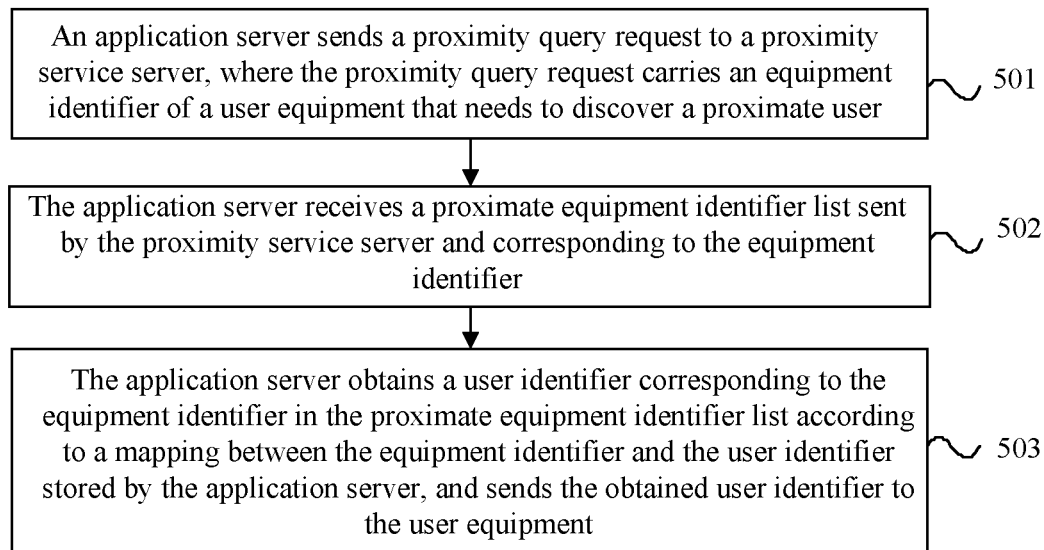 An application server sends a proximity query request to a proximity
service server, where the proximity query request carries an equipment
identifier of a user equipment that needs to discover a proximate user
501
The application server receives a proximate equipment identifier list sent
by the proximity service server and corresponding to the equipment
identifier
502
The application server obtains a user identifier corresponding to the
equipment identifier in the proximate equipment identifier list according
to a mapping between the equipment identifier and the user identifier
stored by the application server, and sends the obtained user identifier to
the user equipment
503